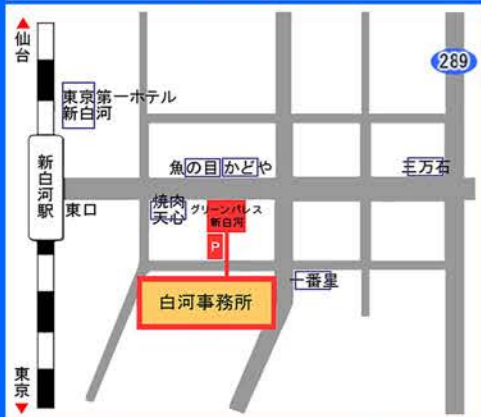 仙台
289
東京第一ホテル
新白河
魚の目 かどや
三万石
新白河駅
東口
焼肉
天心
グリーンパレス
新白河
P
一番星
白河事務所
東京